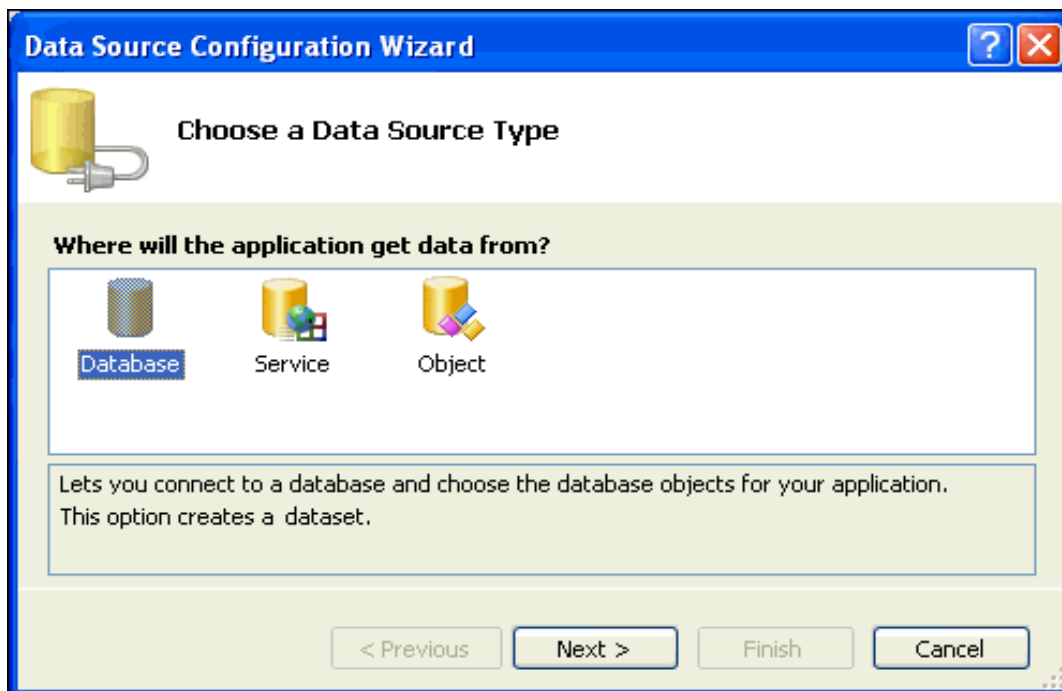 Data Source Configuration Wizard
?
Choose a Data Source Type
Where will the application get data from?
Database Service Object
Lets you connect to a database and choose the database objects for your application.
This option creates a dataset.
< Previous Next > Finish Cancel